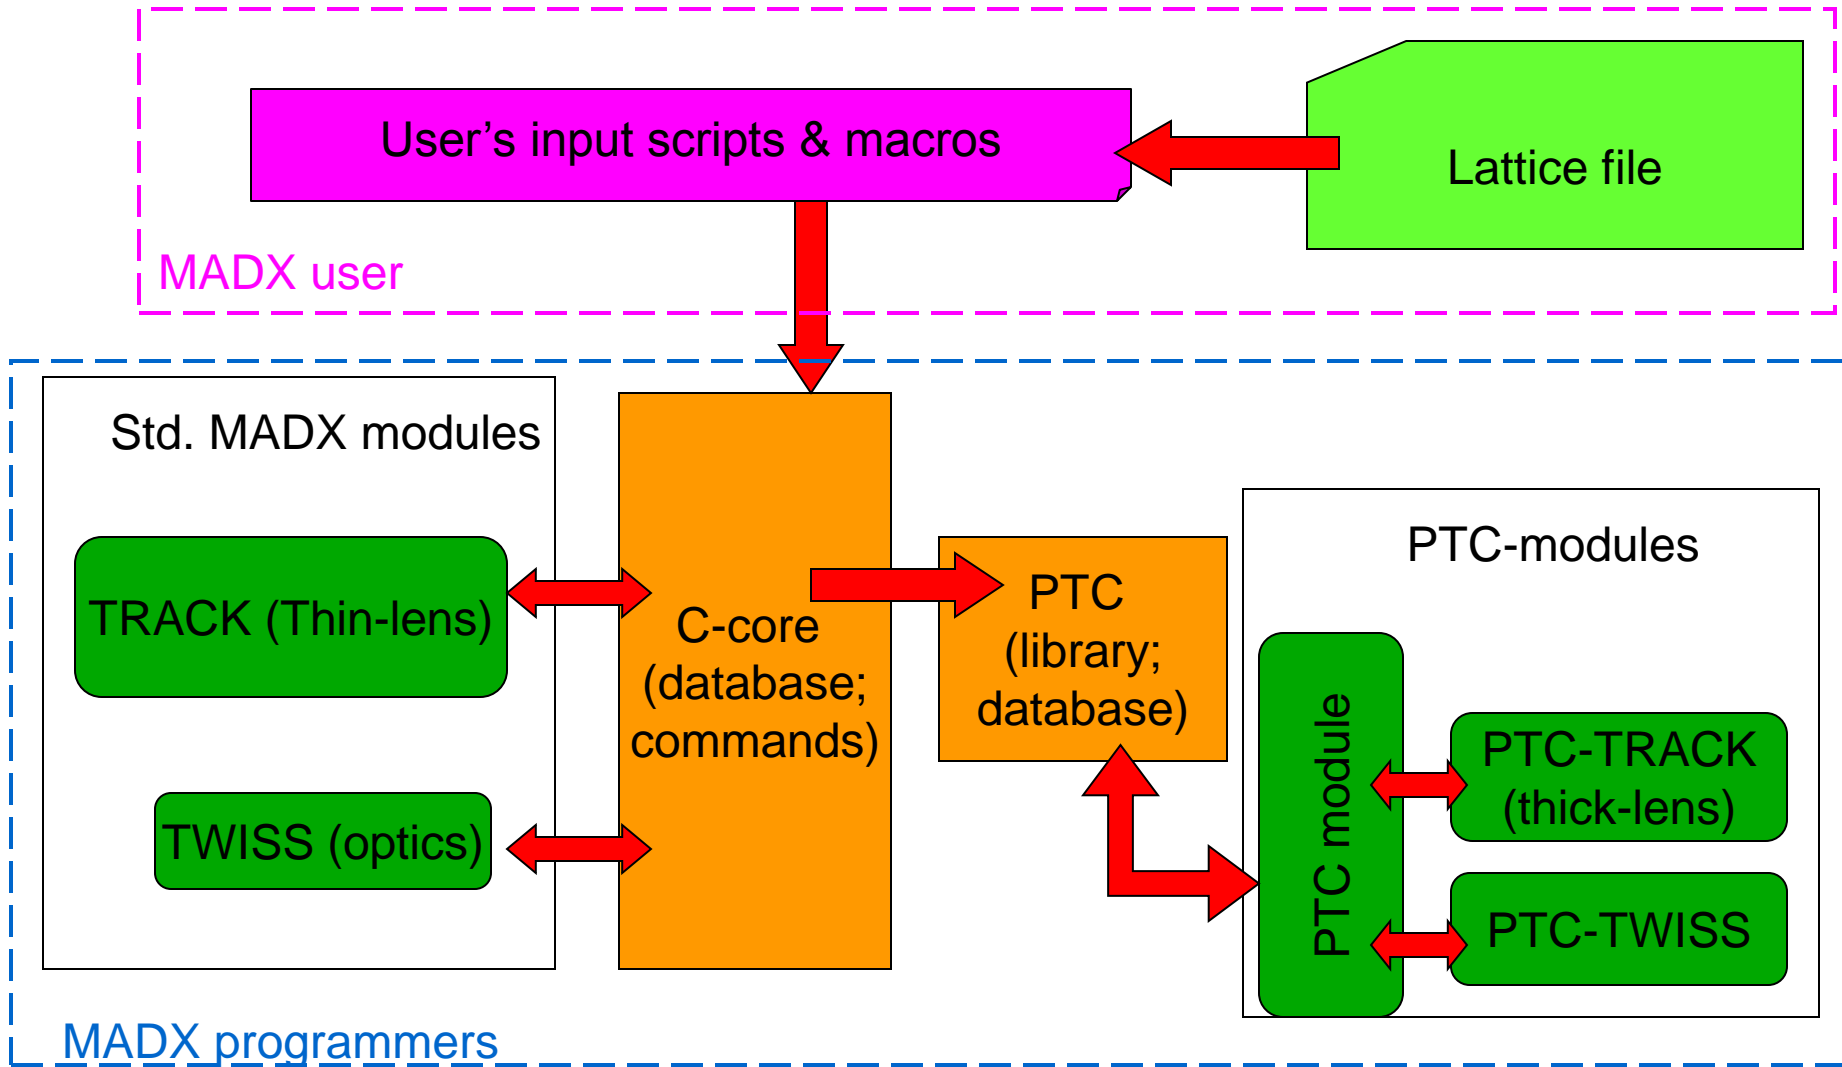 User’s input scripts & macros
Lattice file
MADX user
Std. MADX modules
TRACK (Thin-lens)
TWISS (optics)
C-core
(database;
commands)
PTC
(library;
database)
PTC-modules
PTC module
PTC-TRACK
(thick-lens)
PTC-TWISS
MADX programmers